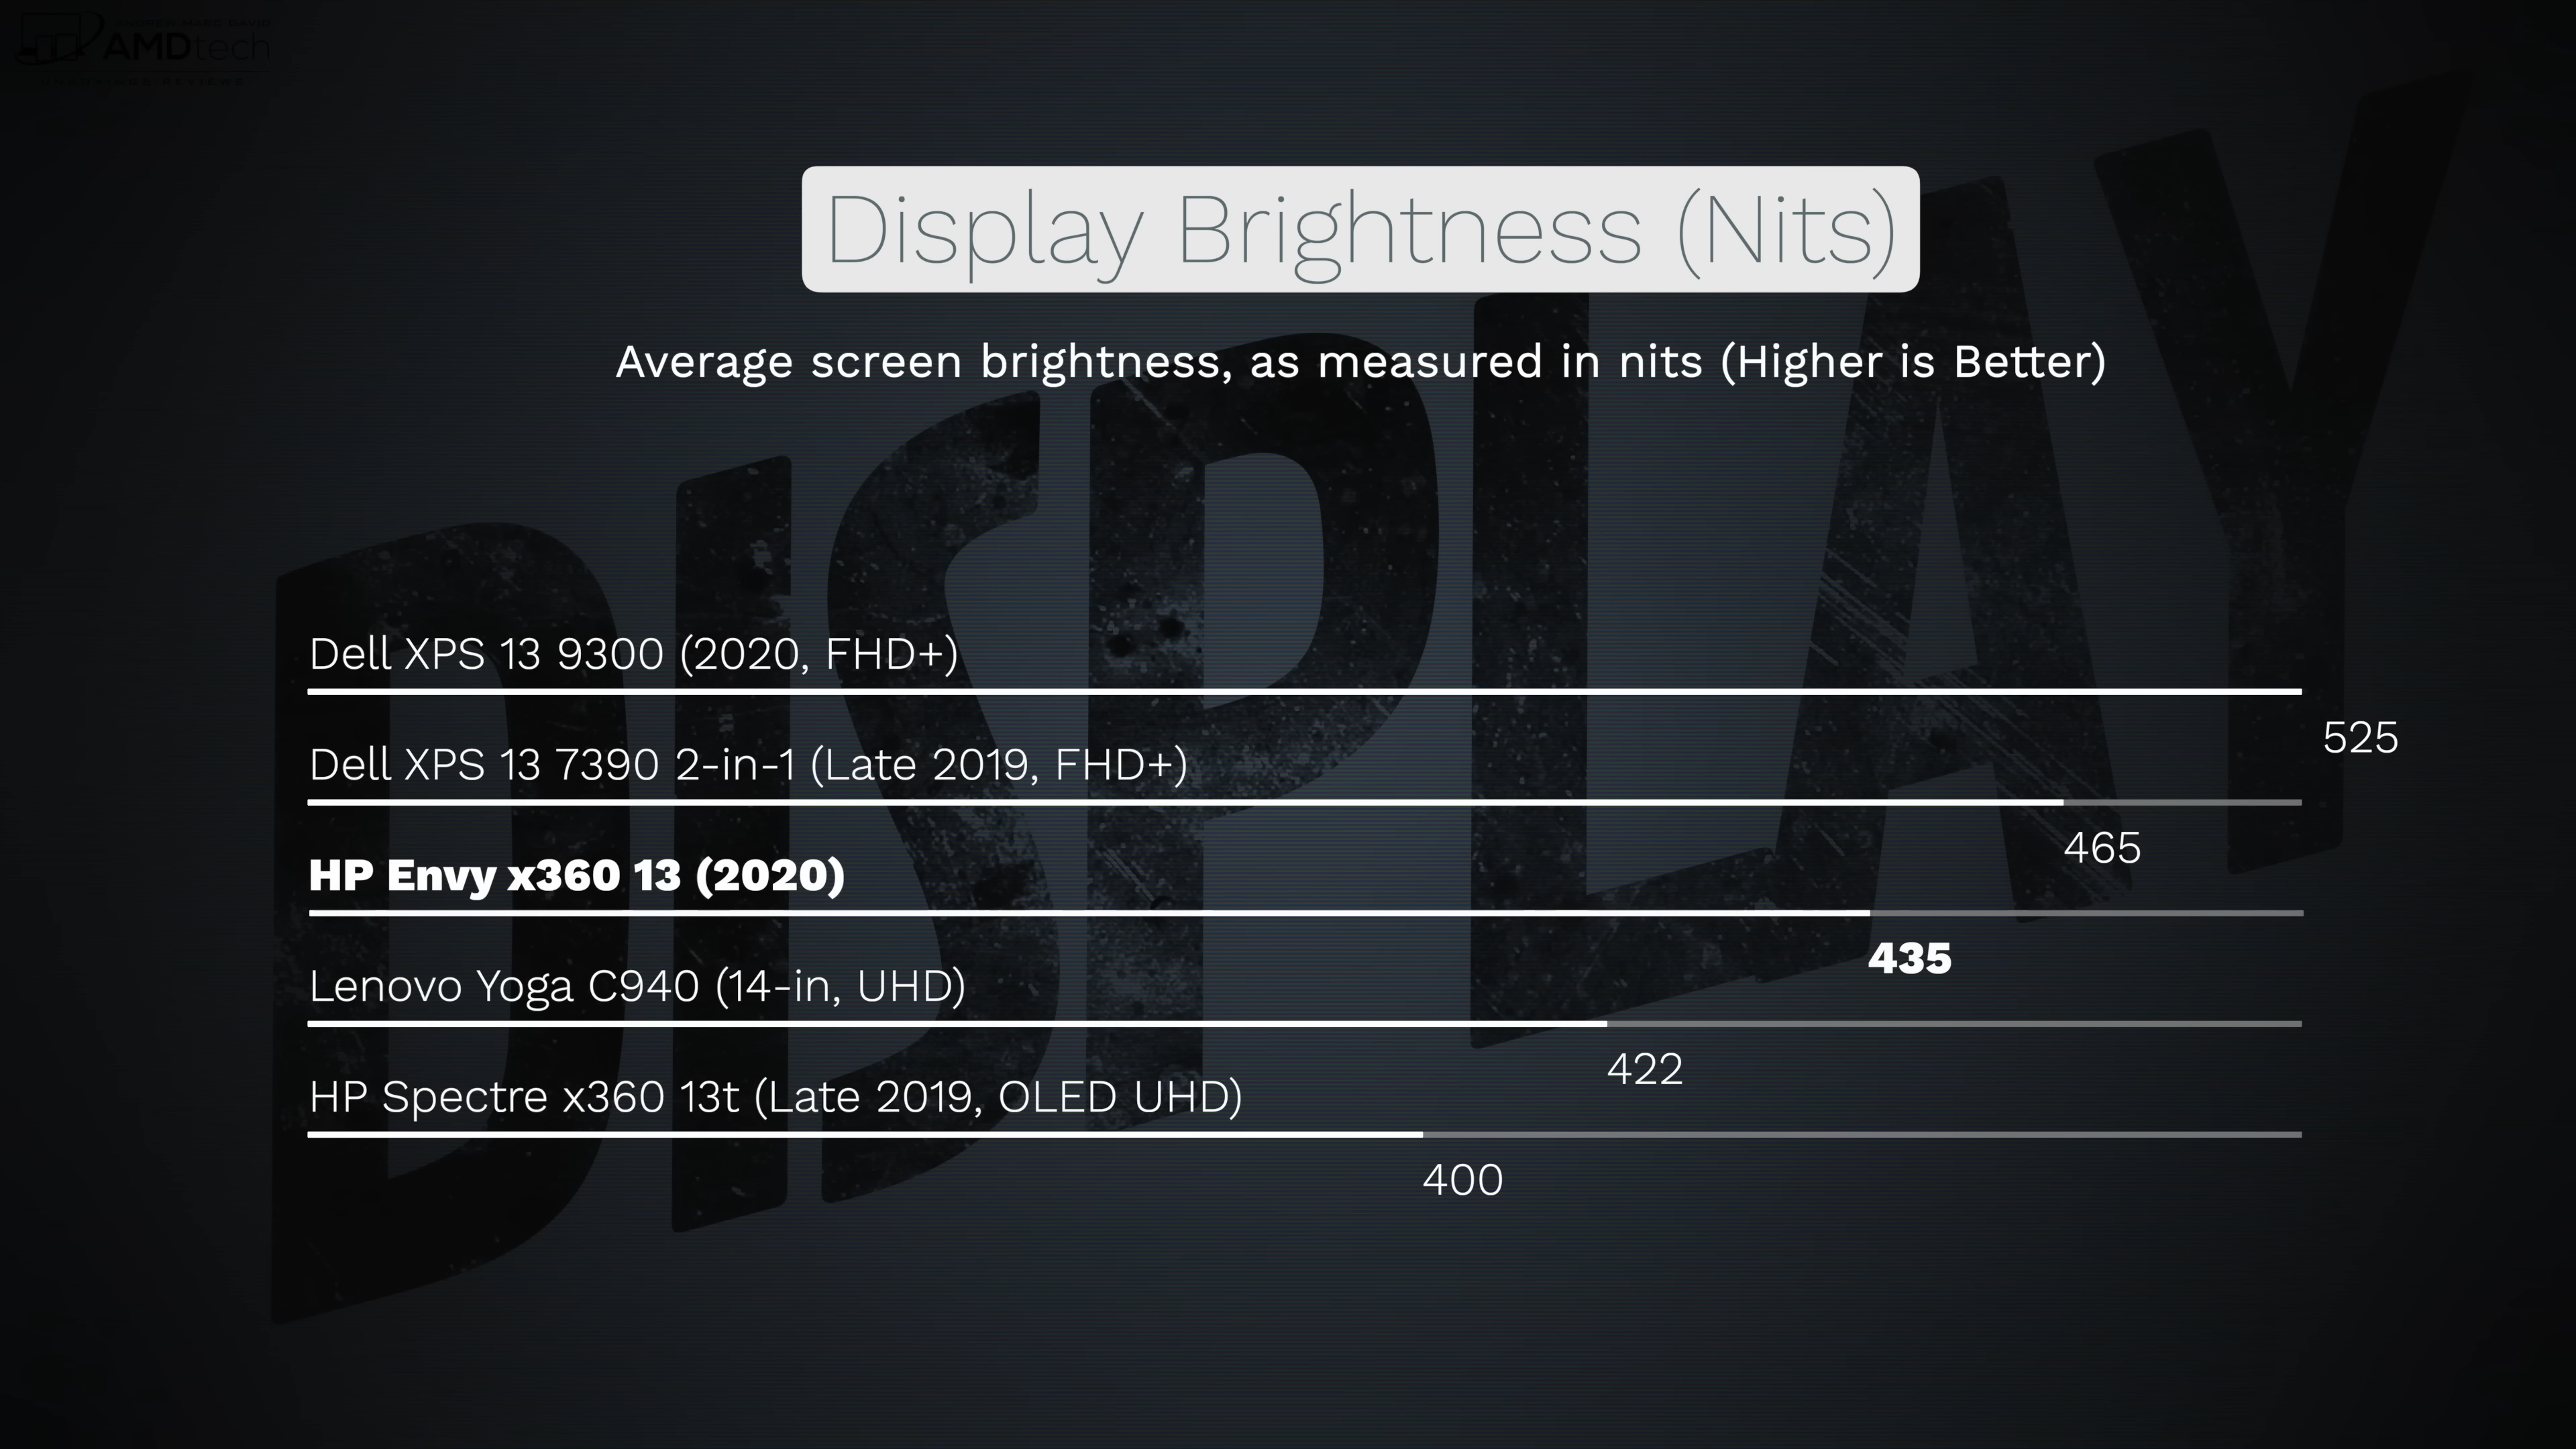 AMDtech
Display Brightness (Nits)
Average screen brightness, as measured in nits (Higher is Better)
DISPLAY
Dell XPS 13 9300 (2020, FHD+)
525
Dell XPS 13 7390 2-in-1 (Late 2019, FHD+)
465
HP Envy x360 13 (2020)
435
Lenovo Yoga C940 (14-in, UHD)
422
HP Spectre x360 13t (Late 2019, OLED UHD)
400